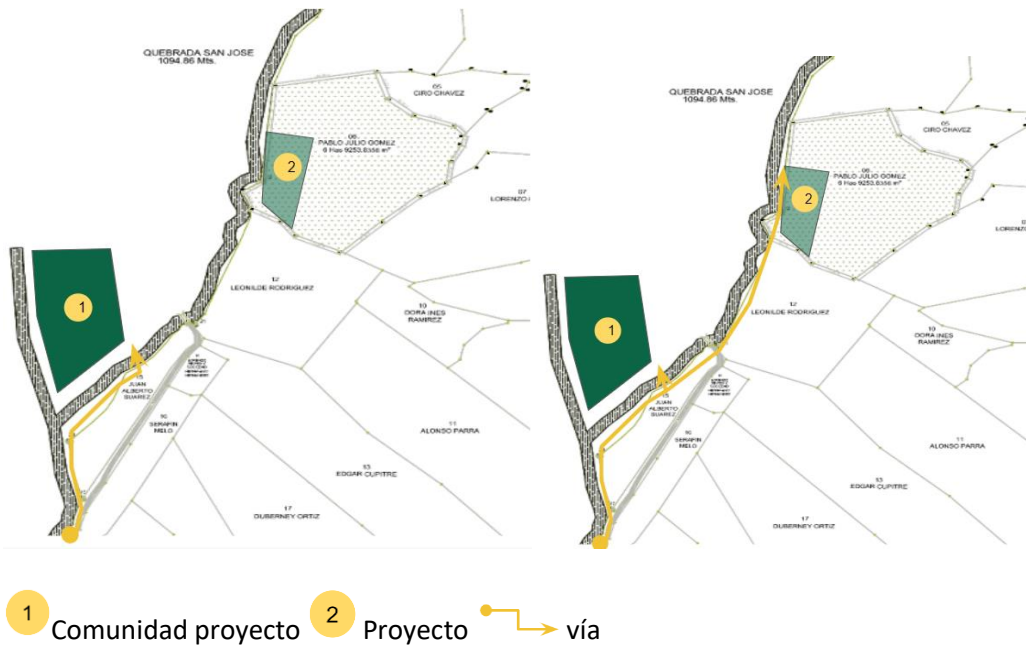 QUEBRADA SAN JOSE
1094.86 Mts.
05
CIRO CHAVEZ
06
PABLO JULIO GOMEZ
6 Has 9253.8356 m²
2
07
LORENZO
1
12
LEONILDE RODRIGUEZ
10
DORA INES
RAMIREZ
15
JUAN
ALBERTO
SUAREZ
16
SERAFIN
MELO
11
ALONSO PARRA
13
EDGAR CUPITRE
17
DUBERNEY ORTIZ
QUEBRADA SAN JOSE
1094.86 Mts.
05
CIRO CHAVEZ
06
PABLO JULIO GOMEZ
6 Has 9253.8356 m²
2
LORENZO
1
12
LEONILDE RODRIGUEZ
10
DORA INES
RAMIREZ
15
JUAN
ALBERTO
SUAREZ
16
SERAFIN
MELO
11
ALONSO PARRA
13
EDGAR CUPITRE
17
DUBERNEY ORTIZ
1 Comunidad proyecto 2 Proyecto vía